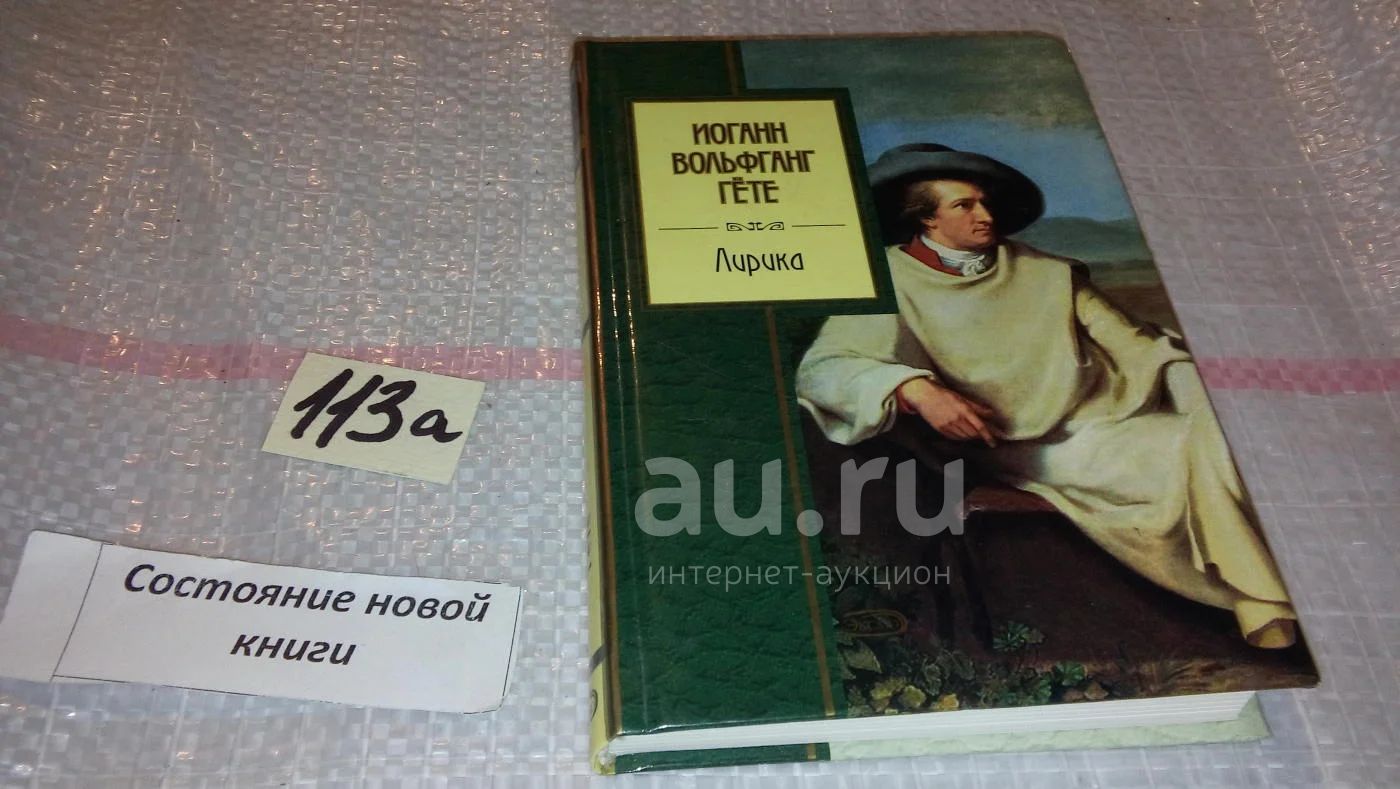 ИОГАНН
ВОЛЬФГАНГ
ГЁТЕ
Лирика
113а
Состояние новой
книги
au.ru
интернет-аукцион